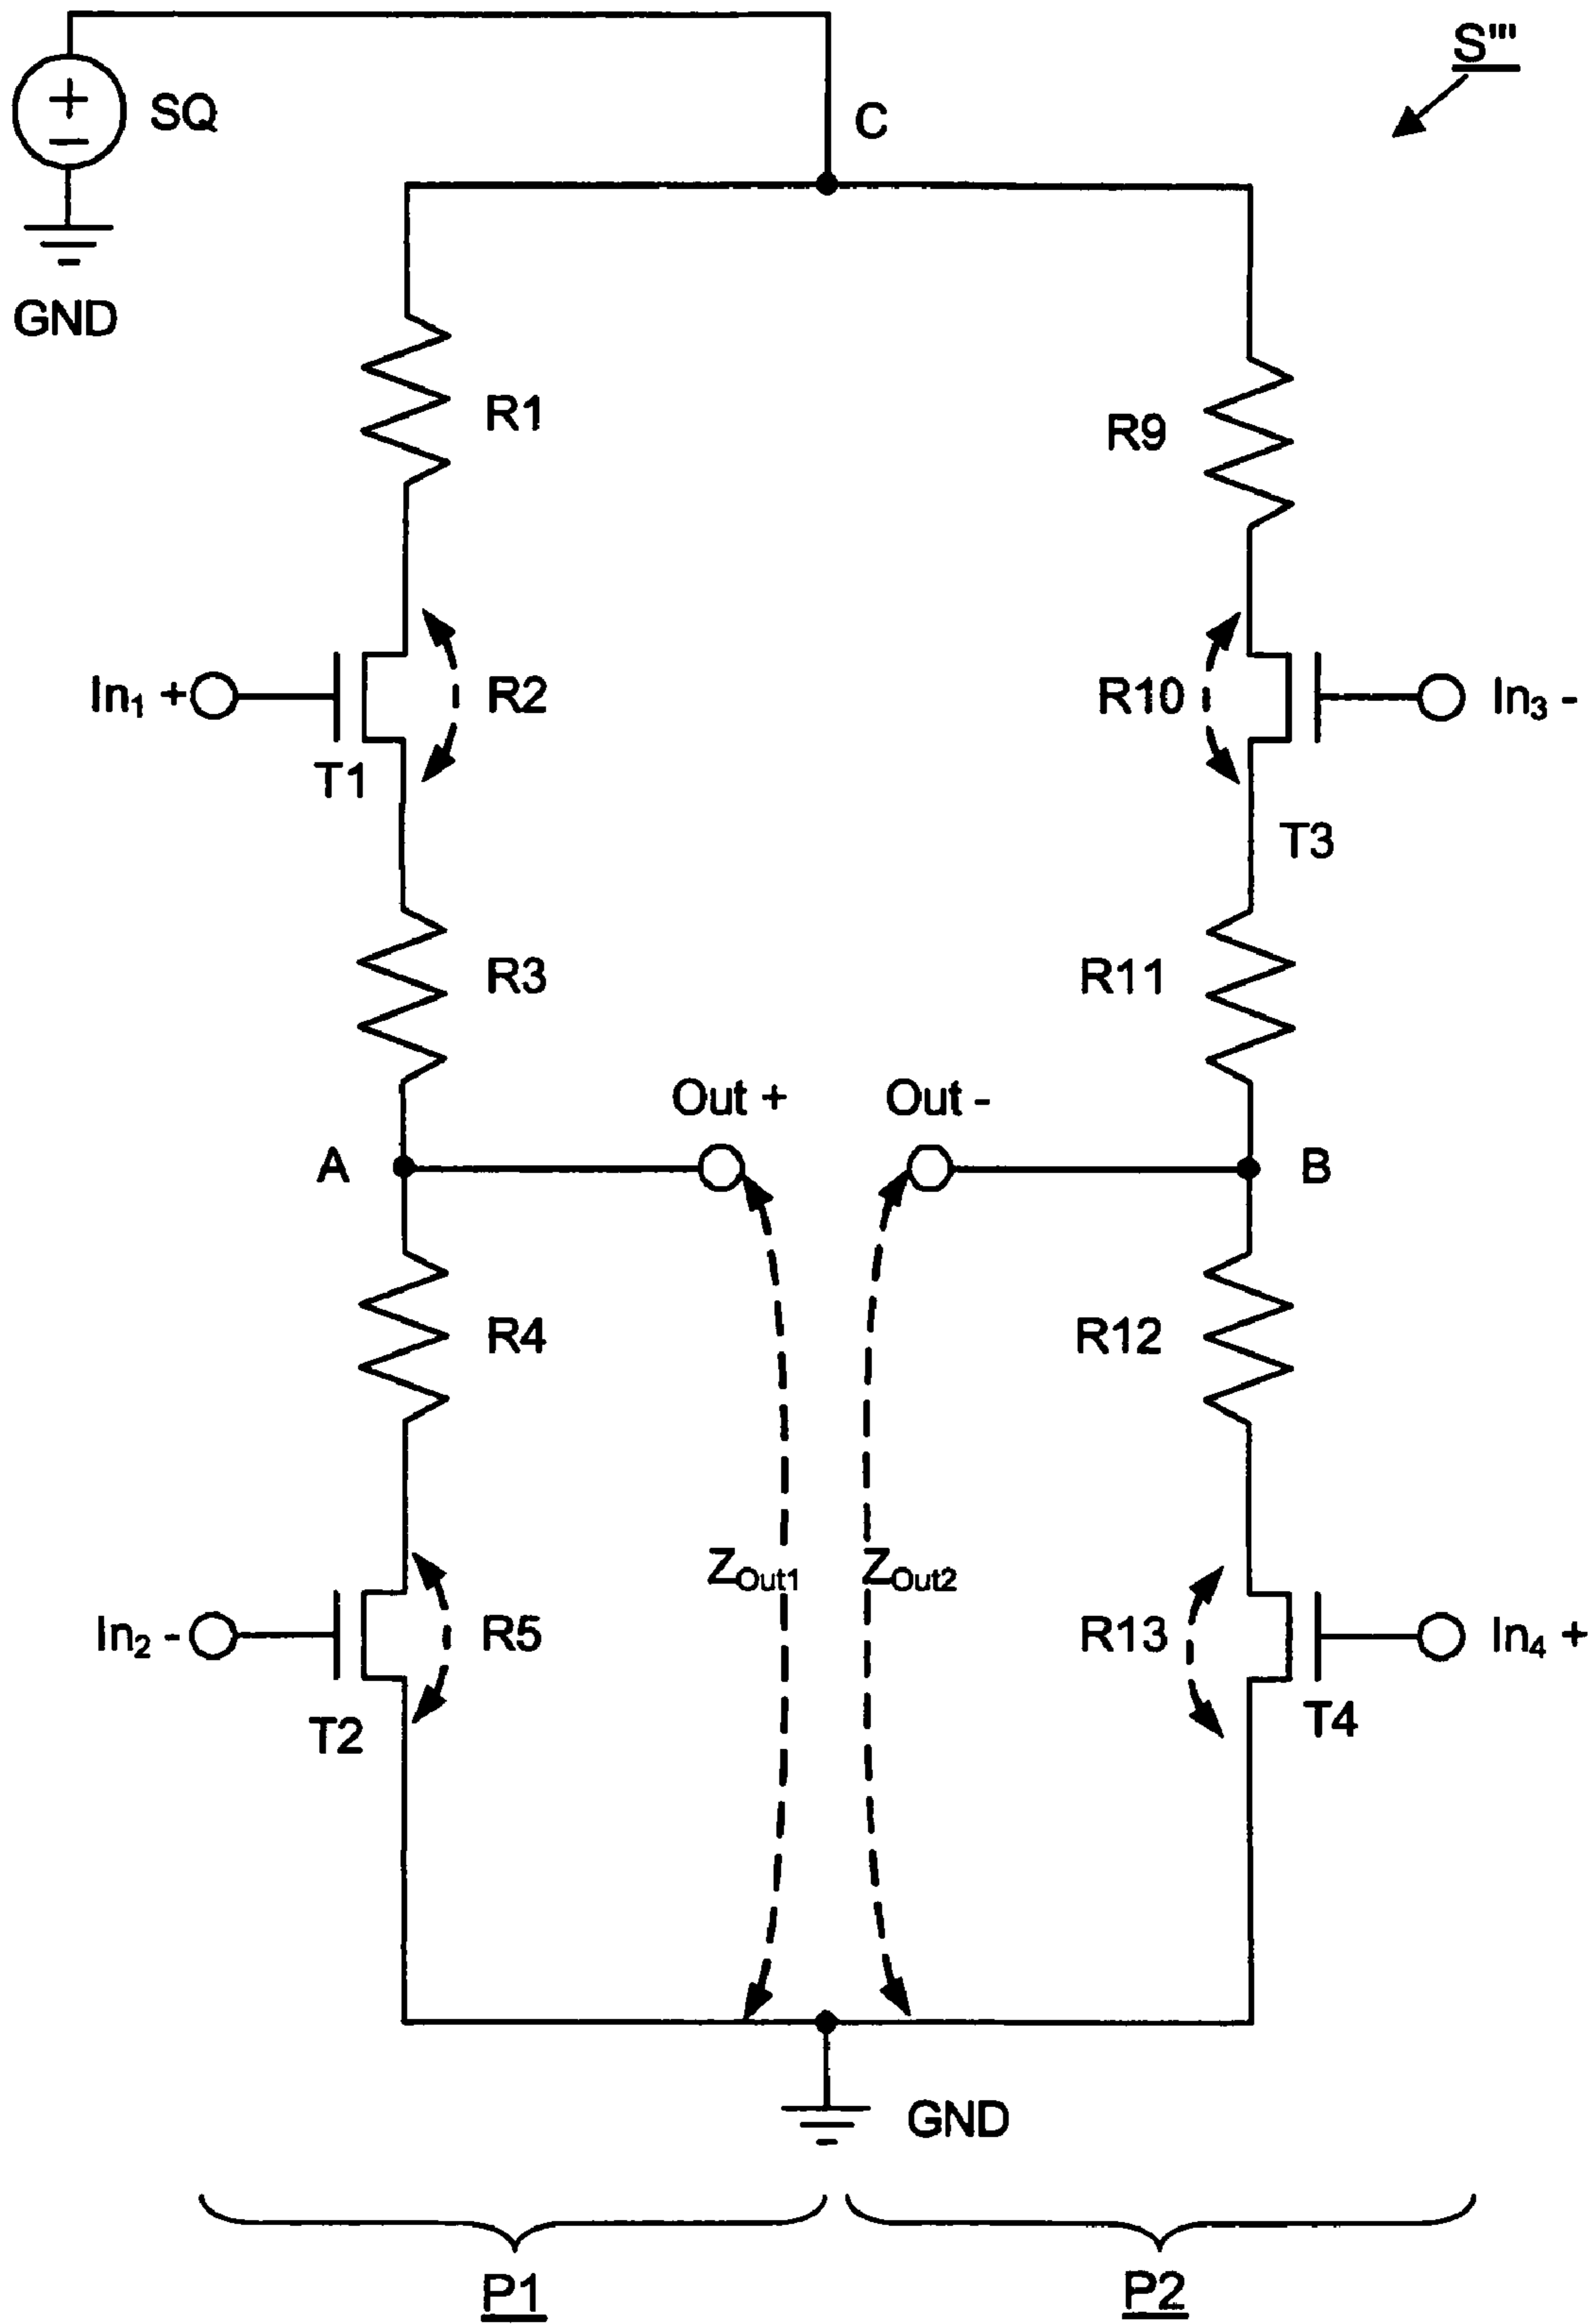 S'''
SQ
C
GND
R1
R9
In1 +
R2
R10
In3 -
T1
T3
R3
R11
Out +
Out -
A
B
R4
R12
ZOut1
ZOut2
In2 -
R5
R13
In4 +
T2
T4
GND
P1
P2